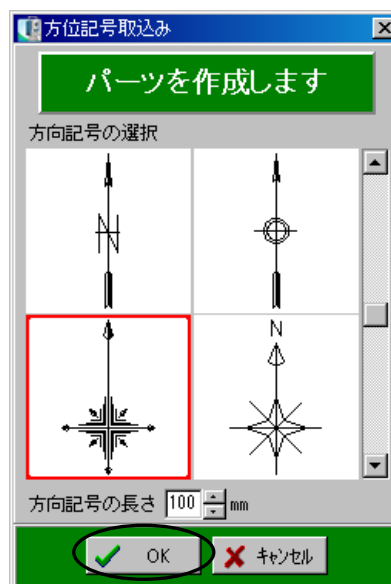 方位記号取込み
パーツを作成します
方向記号の選択
N
N
方向記号の長さ 100 mm
OK ｷｬﾝｾﾙ